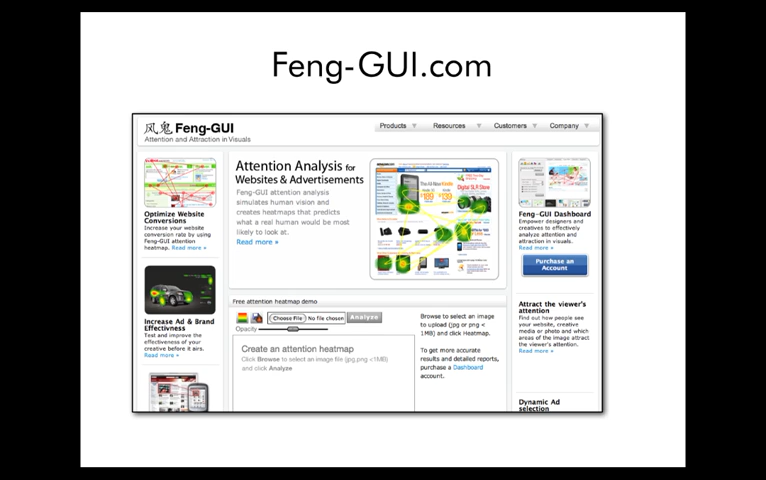 Feng-GUI.com
风鬼 Feng-GUI
Attention and Attraction in Visuals
Products
Resources
Customers
Company
Optimize Website
Conversions
Increase your website
conversion rate by using
Feng-GUI attention
heatmap. Read more »
Increase Ad & Brand
Effectivness
Test and improve the
effectiveness of your
creative before it airs.
Read more »
Attention Analysis for
Websites & Advertisements
Feng-GUI attention analysis
simulates human vision and
creates heatmaps that predicts
what a real human would be most
likely to look at.
Read more »
Free attention heatmap demo
Choose File No file chosen Analyze
Opacity
Create an attention heatmap
Click Browse to select an image file (jpg,png <1MB)
and click Analyze
Browse to select an image
to upload (jpg or png <
1MB) and click Heatmap.
To get more accurate
results and detailed reports,
purchase a Dashboard
account.
Feng-GUI Dashboard
Empower designers and
creatives to effectively
analyze attention and
attraction in visuals.
Purchase an
Account
Attract the viewer's
attention
Find out how people see
your website, creative
media or photo and which
areas of the image attract
the viewer's attention.
Read more »
Dynamic Ad
selection